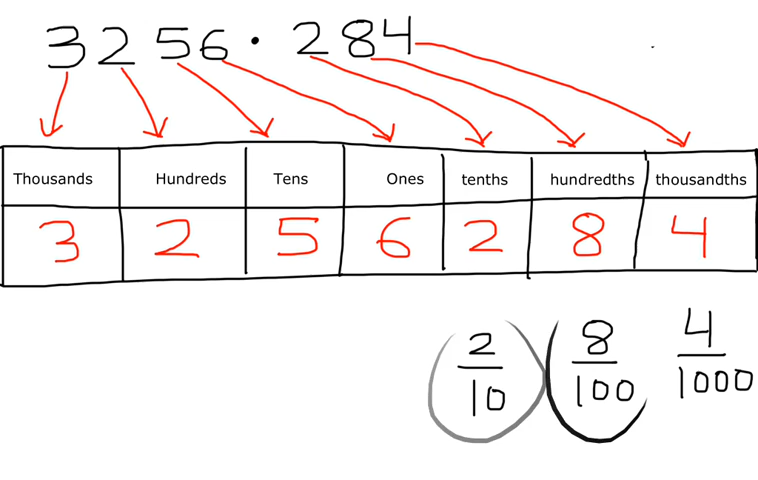 3256.284
Thousands Hundreds Tens Ones tenths hundredths thousandths
3 2 5 6 2 8 4
2/10 8/100 4/1000